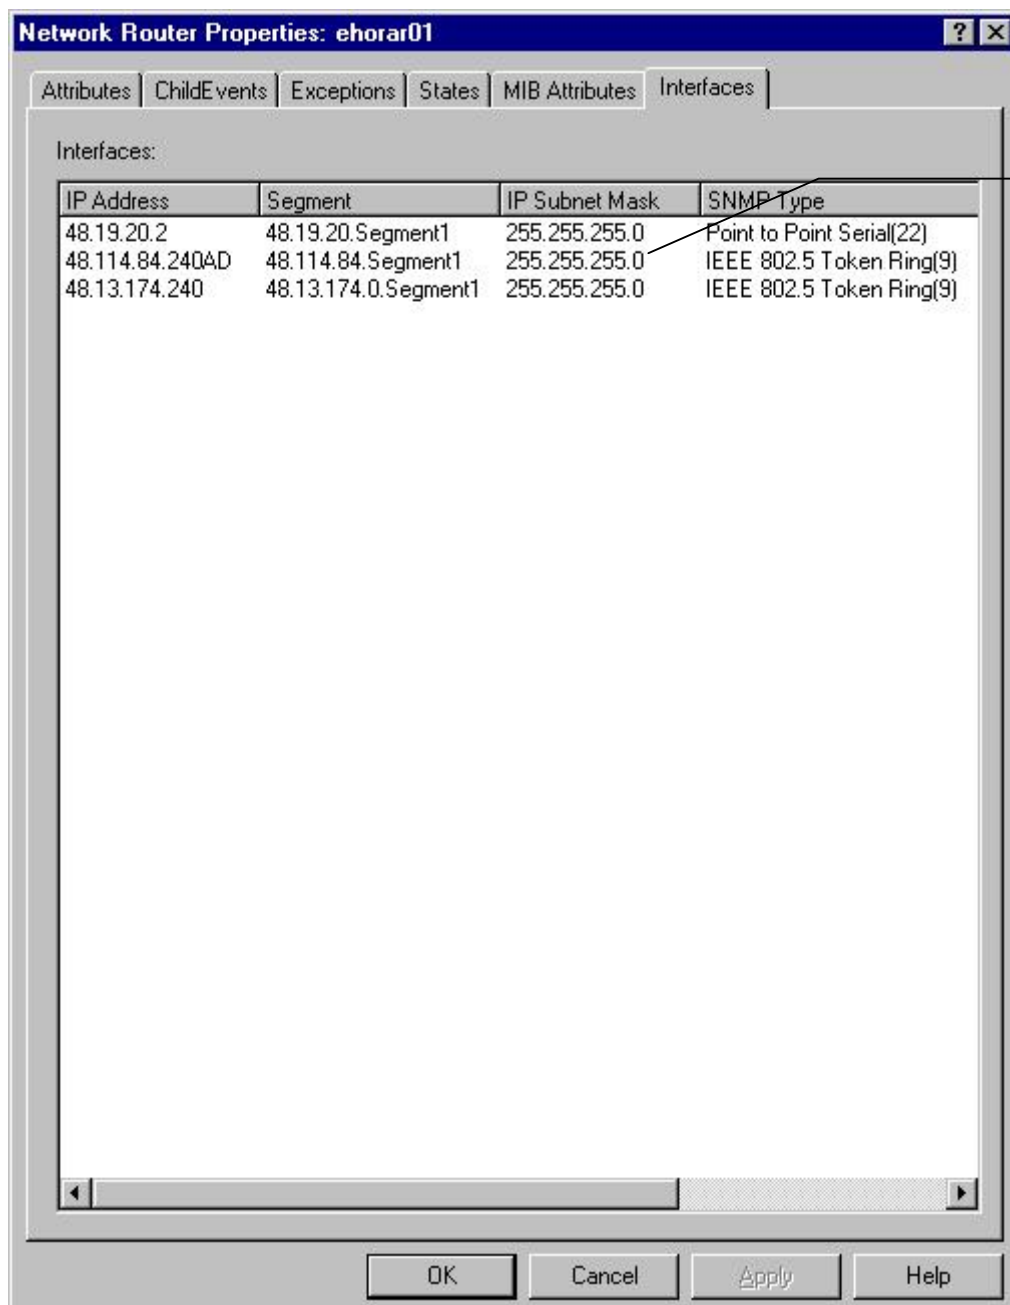 Network Router Properties: ehorar01
Attributes ChildEvents Exceptions States MIB Attributes Interfaces
Interfaces:
IP Address Segment IP Subnet Mask SNMP Type
48.19.20.2 48.19.20.Segment1 255.255.255.0 Point to Point Serial(22)
48.114.84.240AD 48.114.84.Segment1 255.255.255.0 IEEE 802.5 Token Ring(9)
48.13.174.240 48.13.174.0.Segment1 255.255.255.0 IEEE 802.5 Token Ring(9)
OK Cancel Apply Help